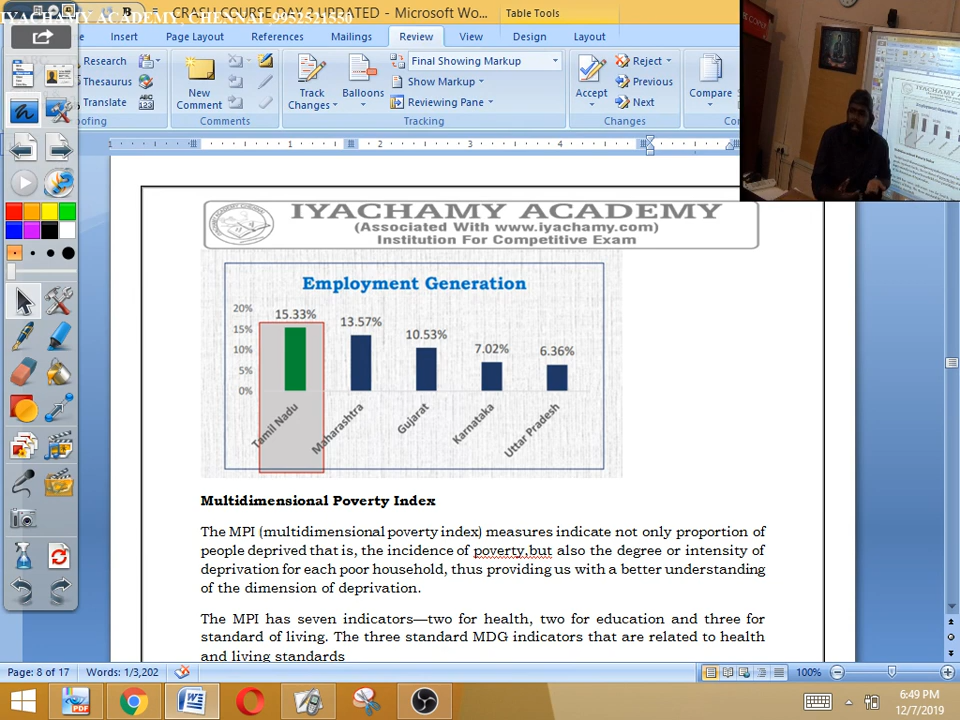 IYACHAMY ACADEMY, CHENNAI-9952521550
CRASH COURSE DAY 3 UPDATED - Microsoft Wo...
Table Tools
Insert
Page Layout
References
Mailings
Review
View
Design
Layout
Research
Thesaurus
Translate
ABC
123
New
Comment
Comments
Track
Changes
Balloons
Final Showing Markup
Show Markup
Reviewing Pane
Tracking
Accept
Reject
Previous
Next
Changes
Compare
IYACHAMY ACADEMY
(Associated With www.iyachamy.com)
Institution For Competitive Exam
Employment Generation
20%
15%
10%
5%
0%
15.33%
13.57%
10.53%
7.02%
6.36%
Tamil Nadu
Maharashtra
Gujarat
Karnataka
Uttar Pradesh
Multidimensional Poverty Index
The MPI (multidimensional poverty index) measures indicate not only proportion of
people deprived that is, the incidence of poverty,but also the degree or intensity of
deprivation for each poor household, thus providing us with a better understanding
of the dimension of deprivation.
The MPI has seven indicators—two for health, two for education and three for
standard of living. The three standard MDG indicators that are related to health
and living standards
Page: 8 of 17
Words: 1/3,202
100%
6:49 PM
12/7/2019